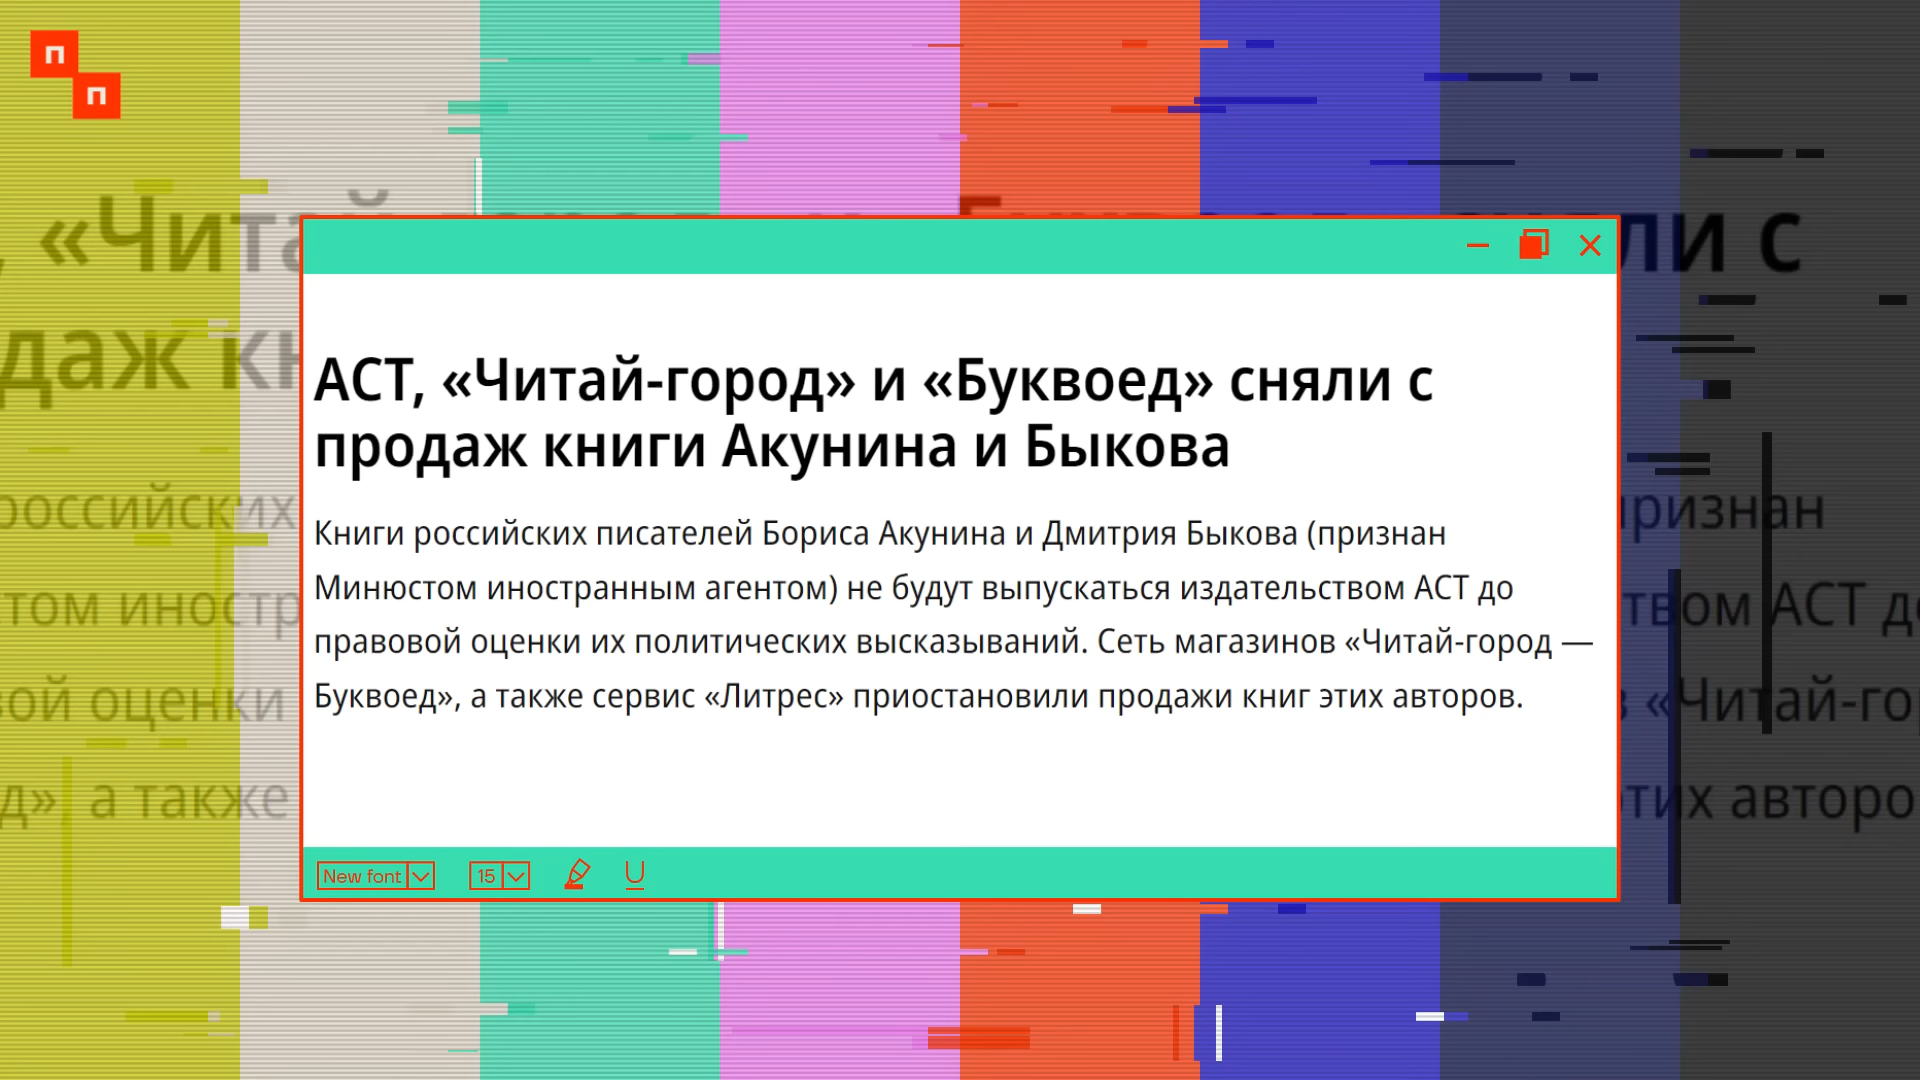 П
П
АСТ, «Читай-город» и «Буквоед» сняли с
продаж книги Акунина и Быкова
Книги российских писателей Бориса Акунина и Дмитрия Быкова (признан
Минюстом иностранным агентом) не будут выпускаться издательством АСТ до
правовой оценки их политических высказываний. Сеть магазинов «Читай-город —
Буквоед», а также сервис «Литрес» приостановили продажи книг этих авторов.
New font
15
U